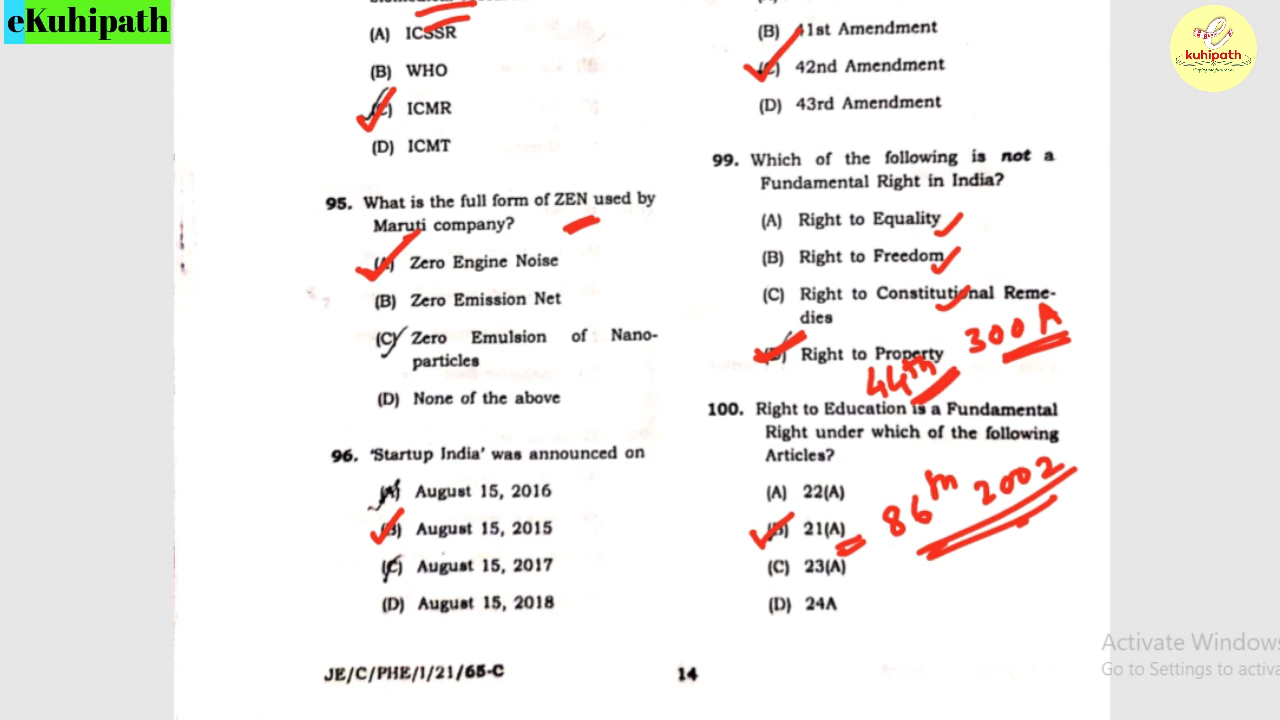 eKuhipath
kuhipath
(A) ICSSR
(B) WHO
(C) ICMR
(D) ICMT
95. What is the full form of ZEN used by
Maruti company?
(A) Zero Engine Noise
(B) Zero Emission Net
(C) Zero Emulsion of Nano-
particles
(D) None of the above
96. ‘Startup India’ was announced on
(A) August 15, 2016
(B) August 15, 2015
(C) August 15, 2017
(D) August 15, 2018
(B) 41st Amendment
(C) 42nd Amendment
(D) 43rd Amendment
99. Which of the following is not a
Fundamental Right in India?
(A) Right to Equality
(B) Right to Freedom
(C) Right to Constitutional Reme-
dies
(D) Right to Property
300 A
44th
100. Right to Education is a Fundamental
Right under which of the following
Articles?
(A) 22(A)
(B) 21(A)
86th 2002
(C) 23(A)
(D) 24A
JE/C/PHE/1/21/65-C
14
Activate Windows
Go to Settings to activa